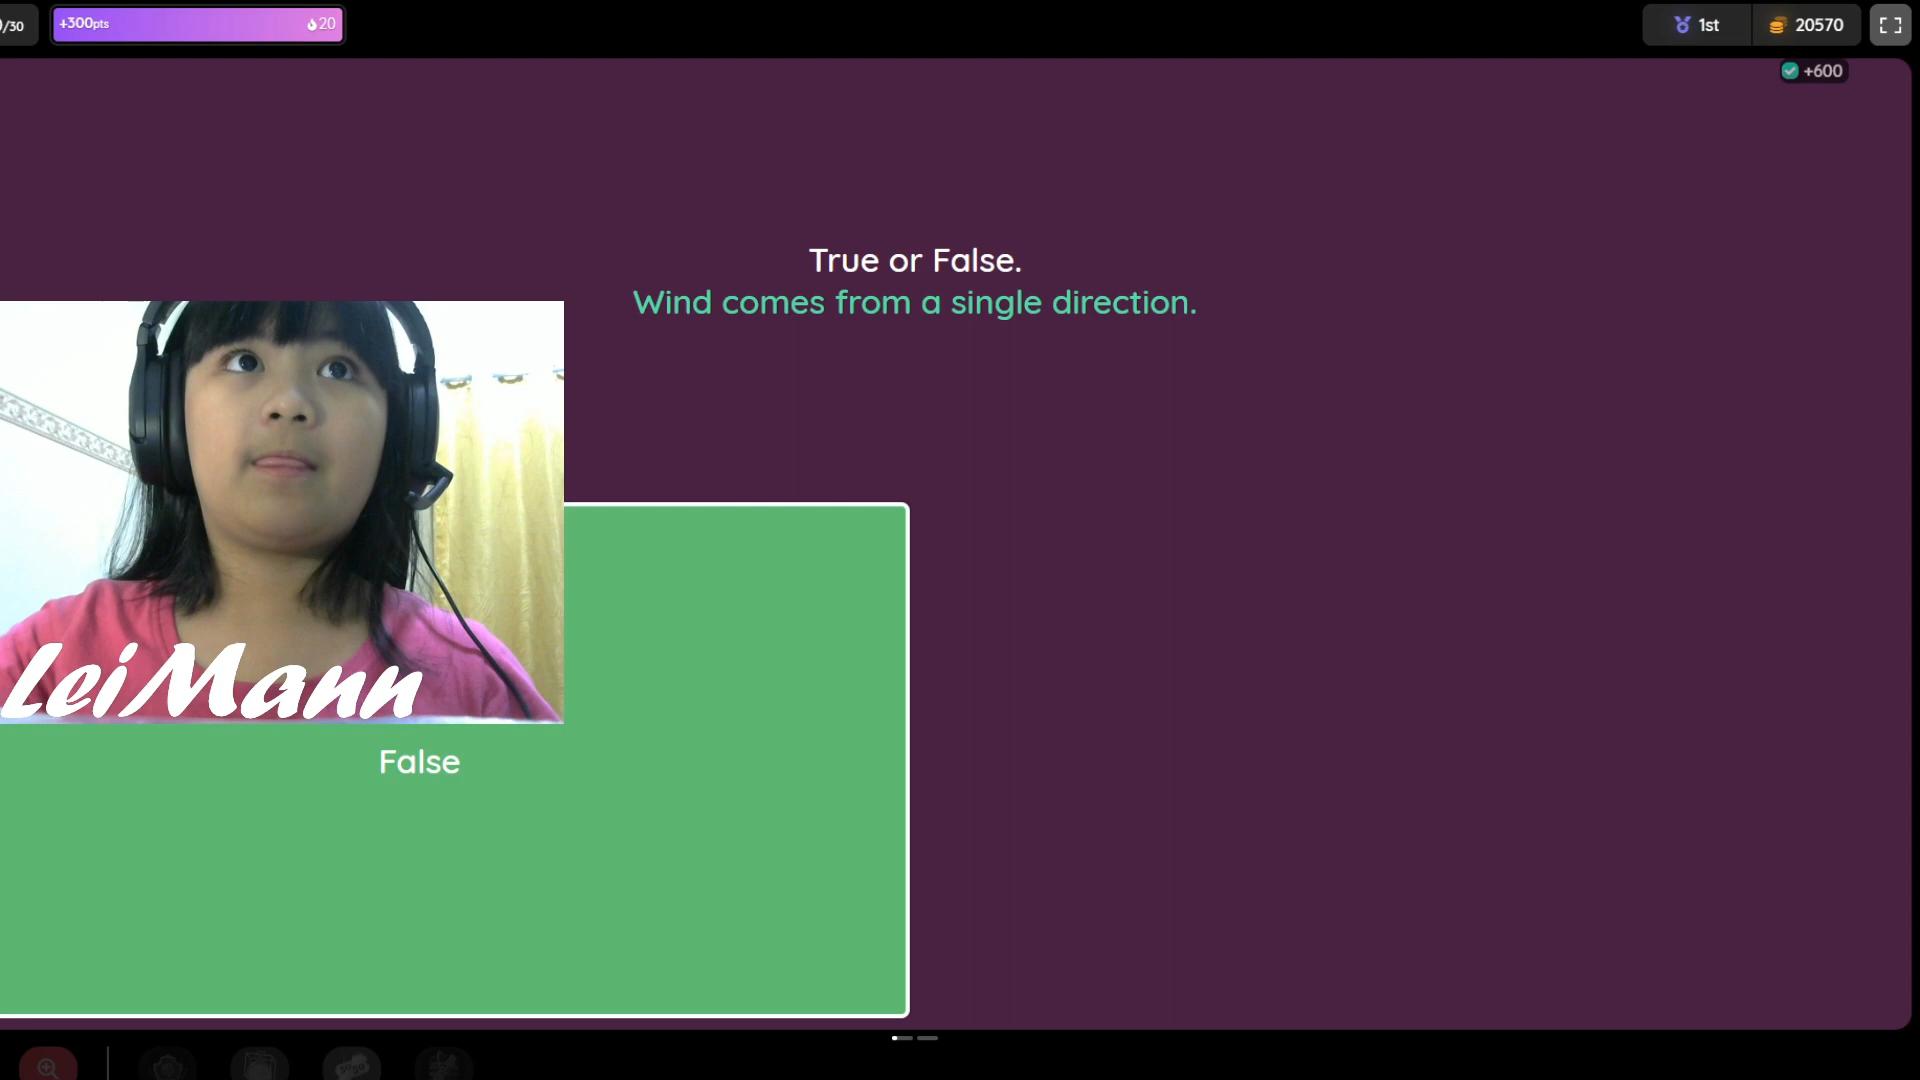 /30
+300pts
20
1st
20570
+600
True or False.
Wind comes from a single direction.
LeiMann
False